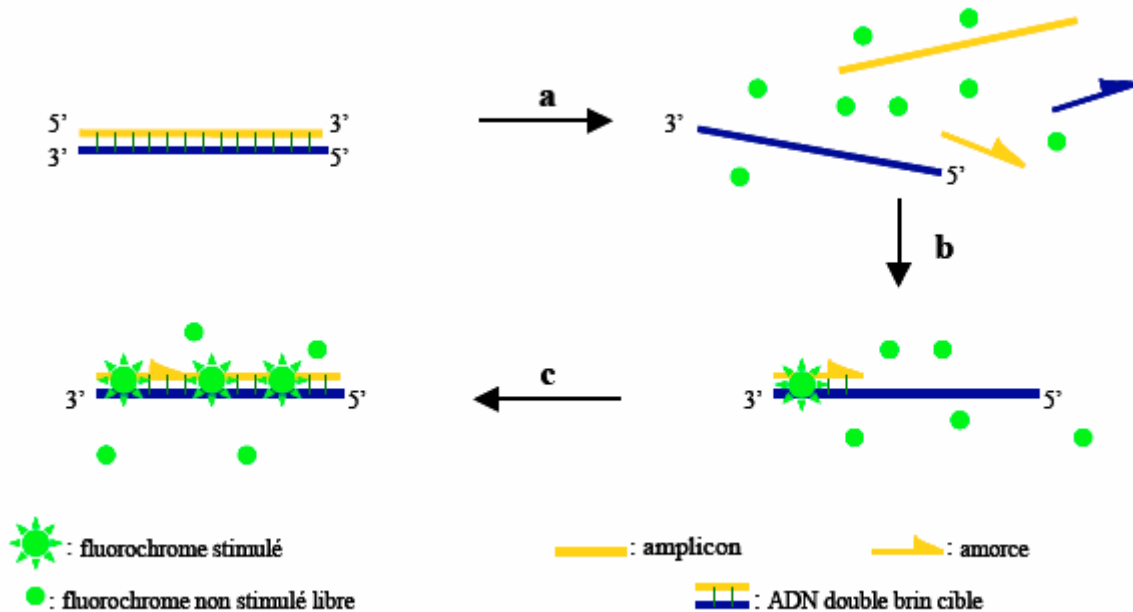 a
5’ 3’
3’ 5’
3’
5’
b
c
3’ 5’
3’ 5’
: fluorochrome stimulé
: amplicon
: amorce
: fluorochrome non stimulé libre
: ADN double brin cible